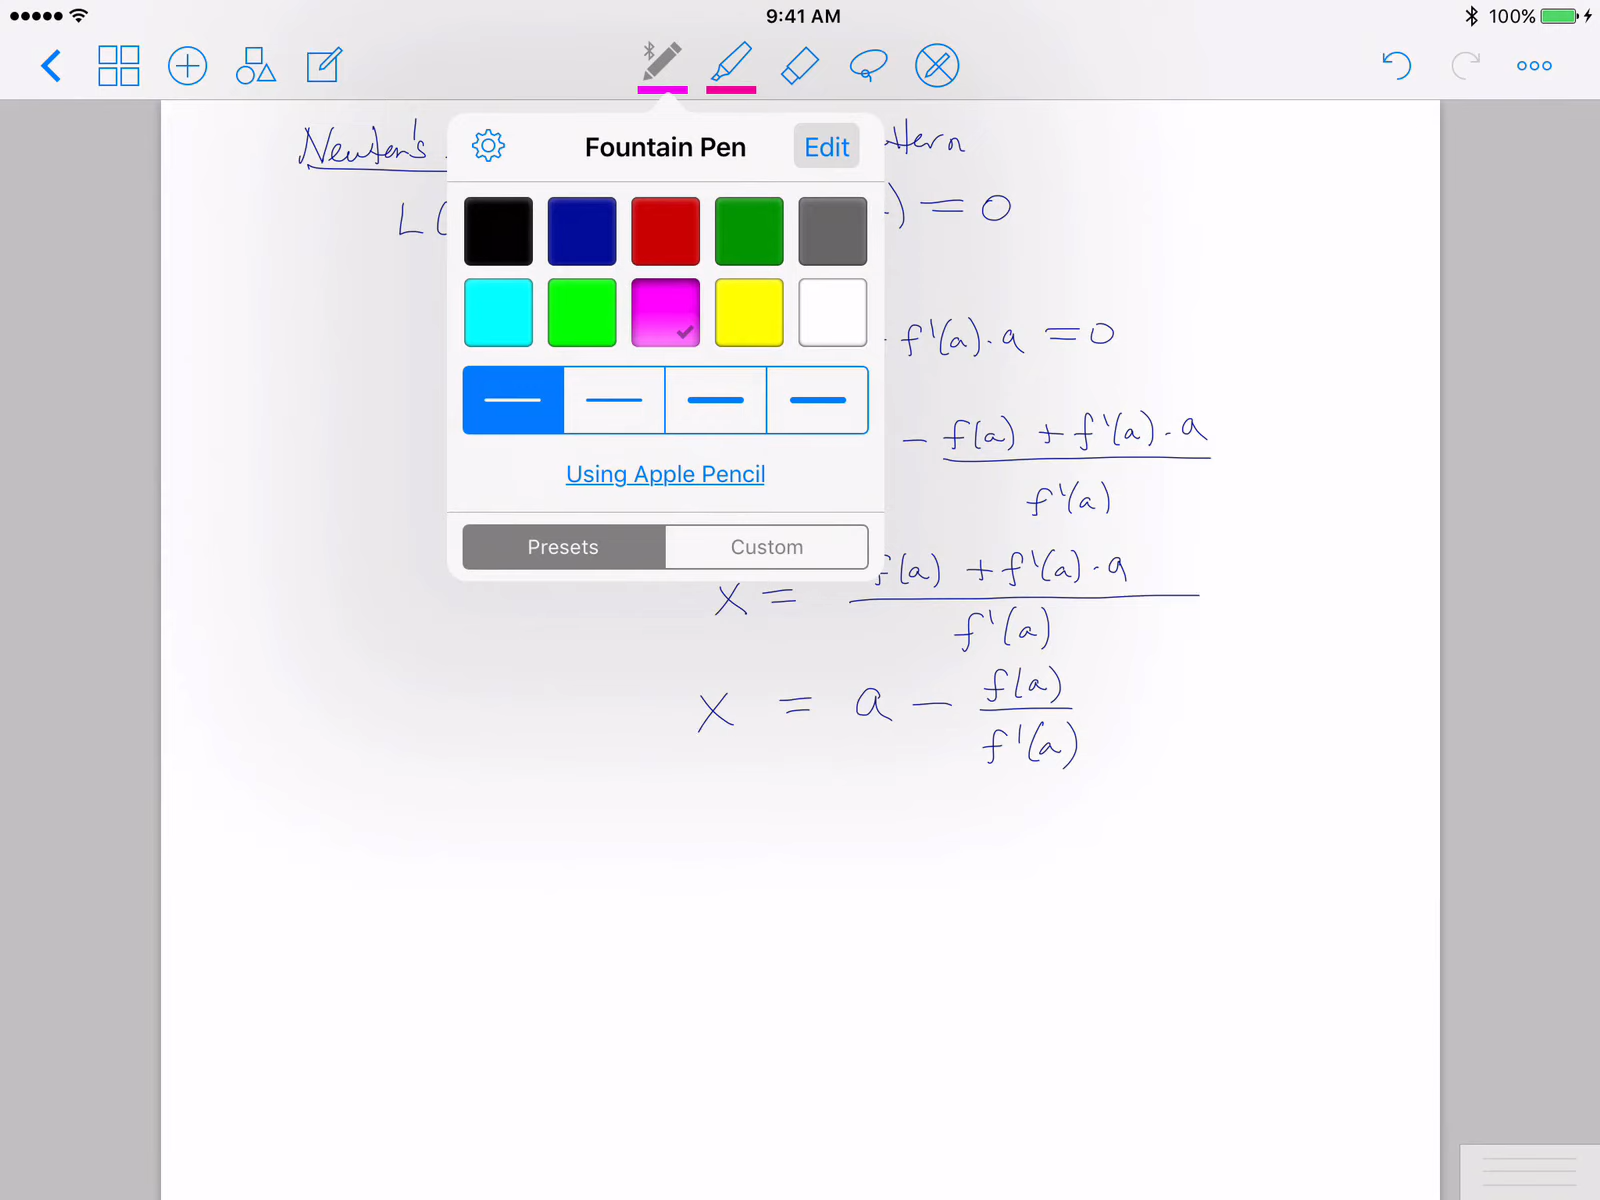 9:41 AM
100%
Fountain Pen
Edit
Newton's
L(
) = 0
f'(a)·a = 0
- f(a) + f'(a)·a
f'(a)
Using Apple Pencil
Presets
Custom
f(a) + f'(a)·a
x =
f'(a)
f(a)
x = a -
f'(a)